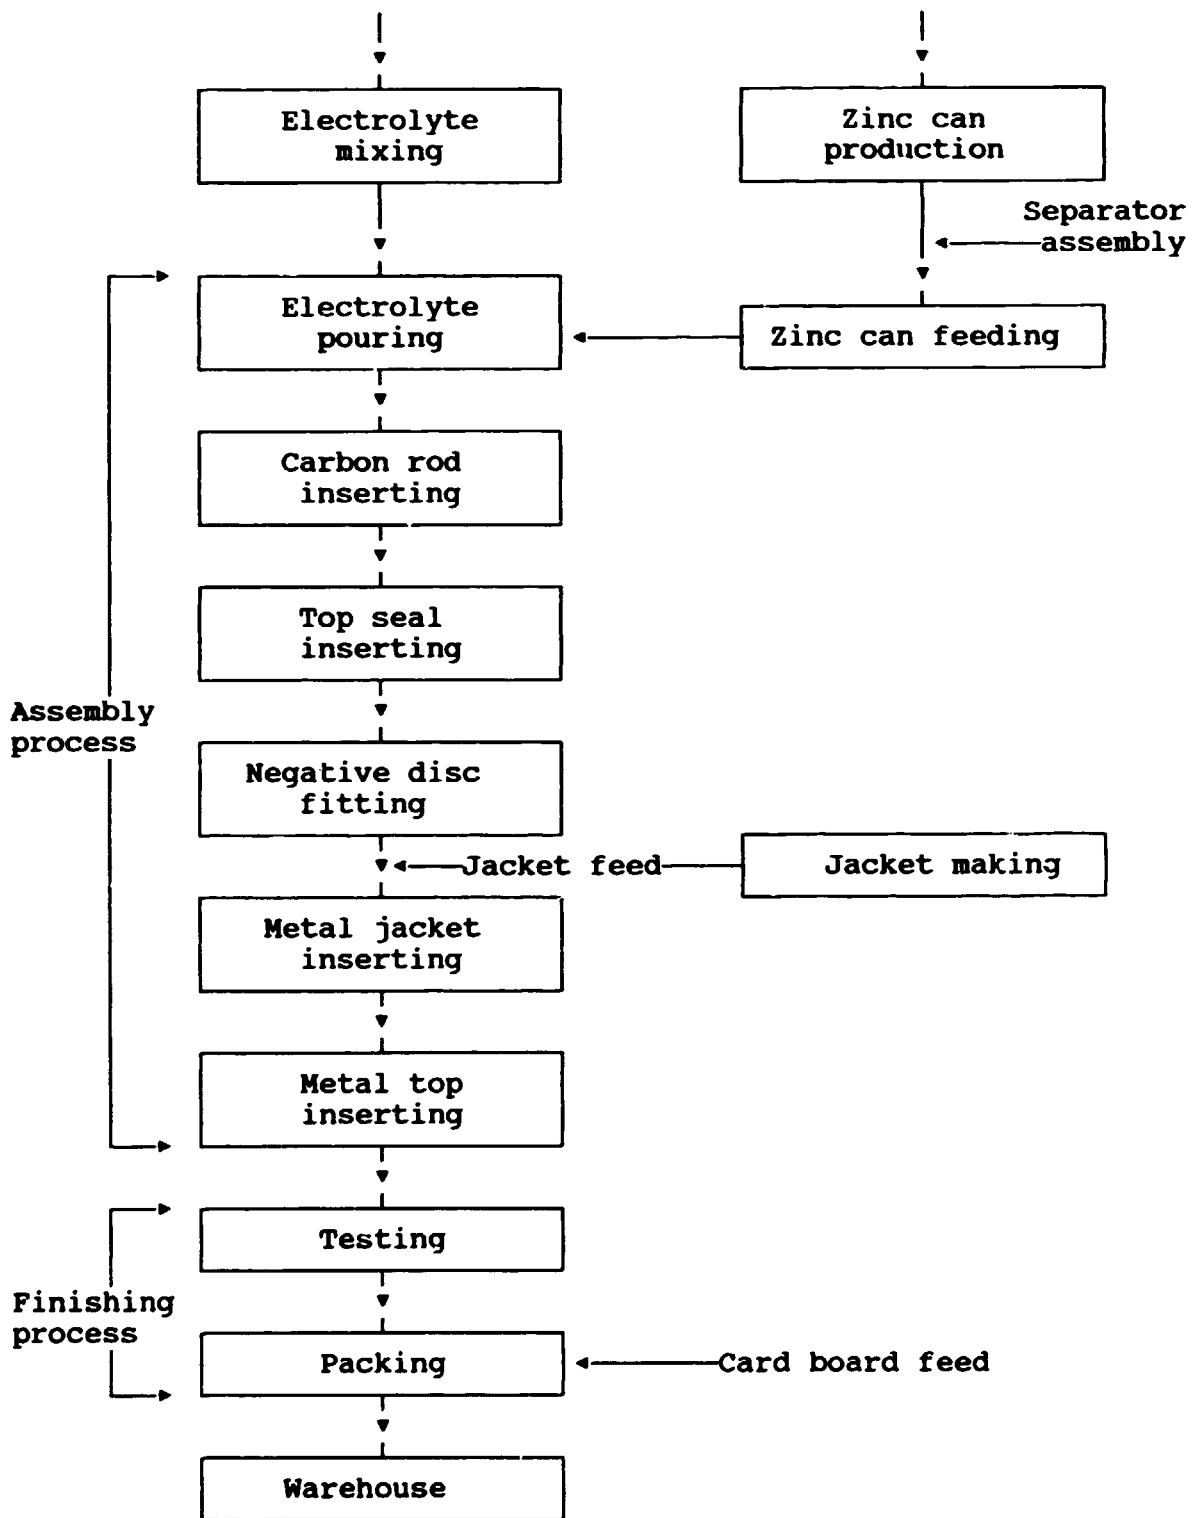 Electrolyte
mixing
Zinc can
production
Separator
assembly
Electrolyte
pouring
Zinc can feeding
Carbon rod
inserting
Top seal
inserting
Assembly
process
Negative disc
fitting
Jacket feed
Jacket making
Metal jacket
inserting
Metal top
inserting
Testing
Finishing
process
Packing
Card board feed
Warehouse